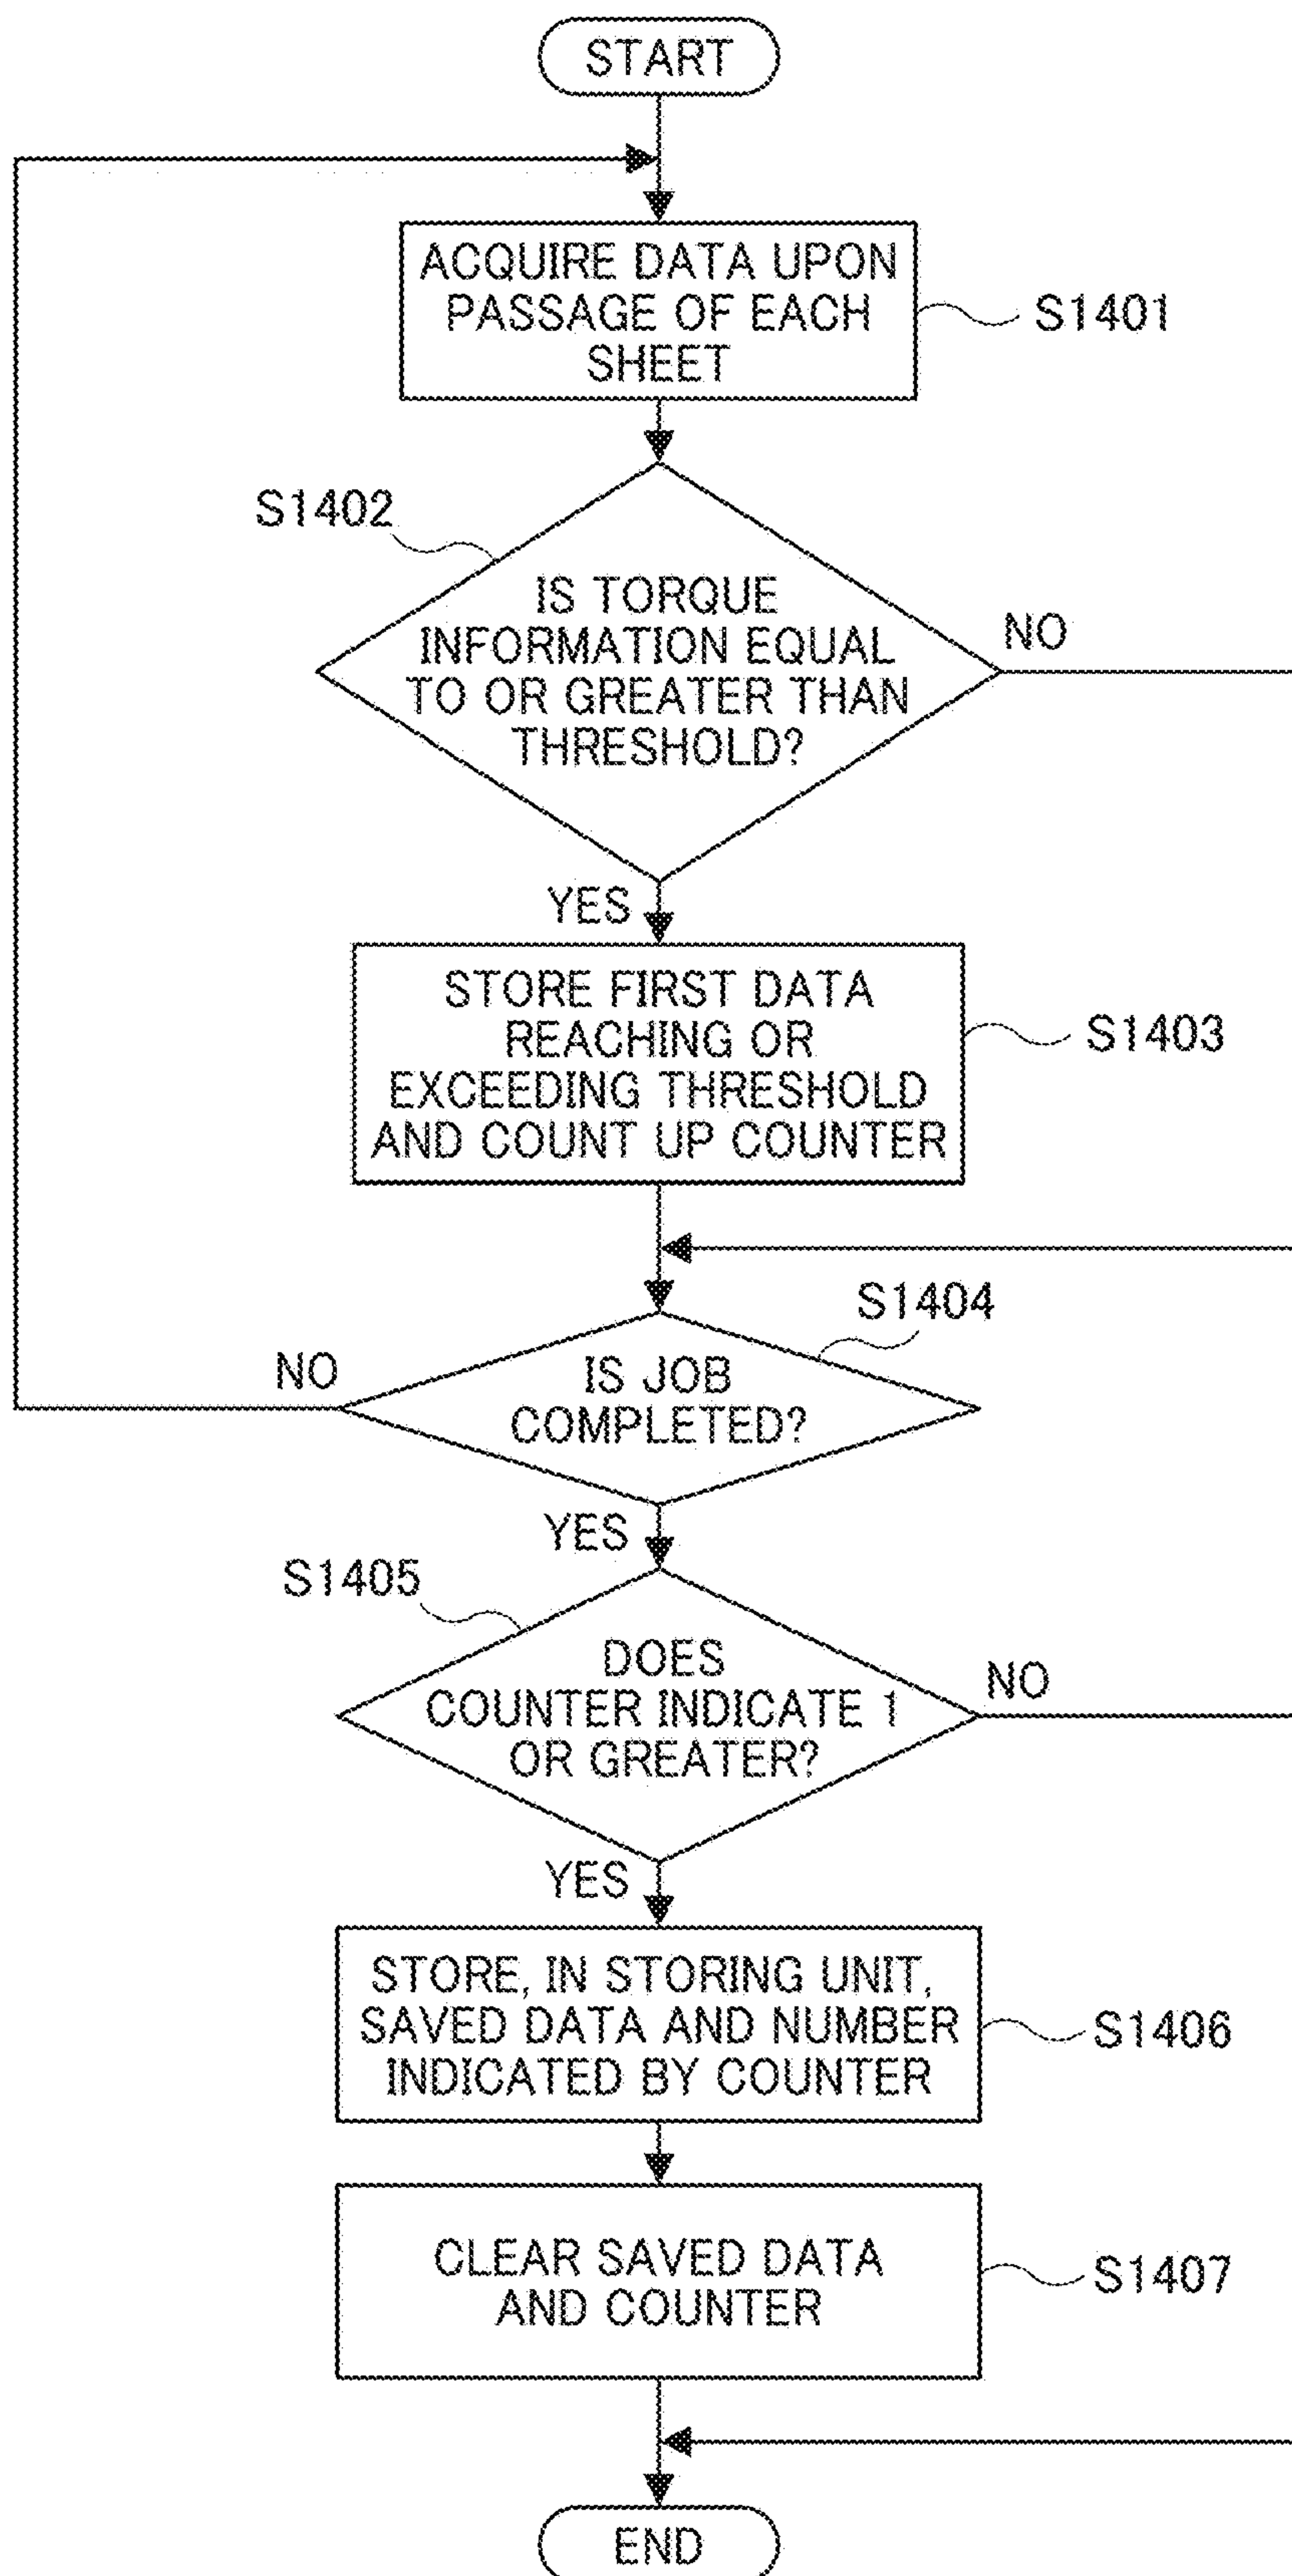 START
ACQUIRE DATA UPON
PASSAGE OF EACH
SHEET
S1401
S1402
IS TORQUE
INFORMATION EQUAL
TO OR GREATER THAN
THRESHOLD?
NO
YES
STORE FIRST DATA
REACHING OR
EXCEEDING THRESHOLD
AND COUNT UP COUNTER
S1403
S1404
NO
IS JOB
COMPLETED?
YES
S1405
DOES
COUNTER INDICATE 1
OR GREATER?
NO
YES
STORE, IN STORING UNIT,
SAVED DATA AND NUMBER
INDICATED BY COUNTER
S1406
CLEAR SAVED DATA
AND COUNTER
S1407
END